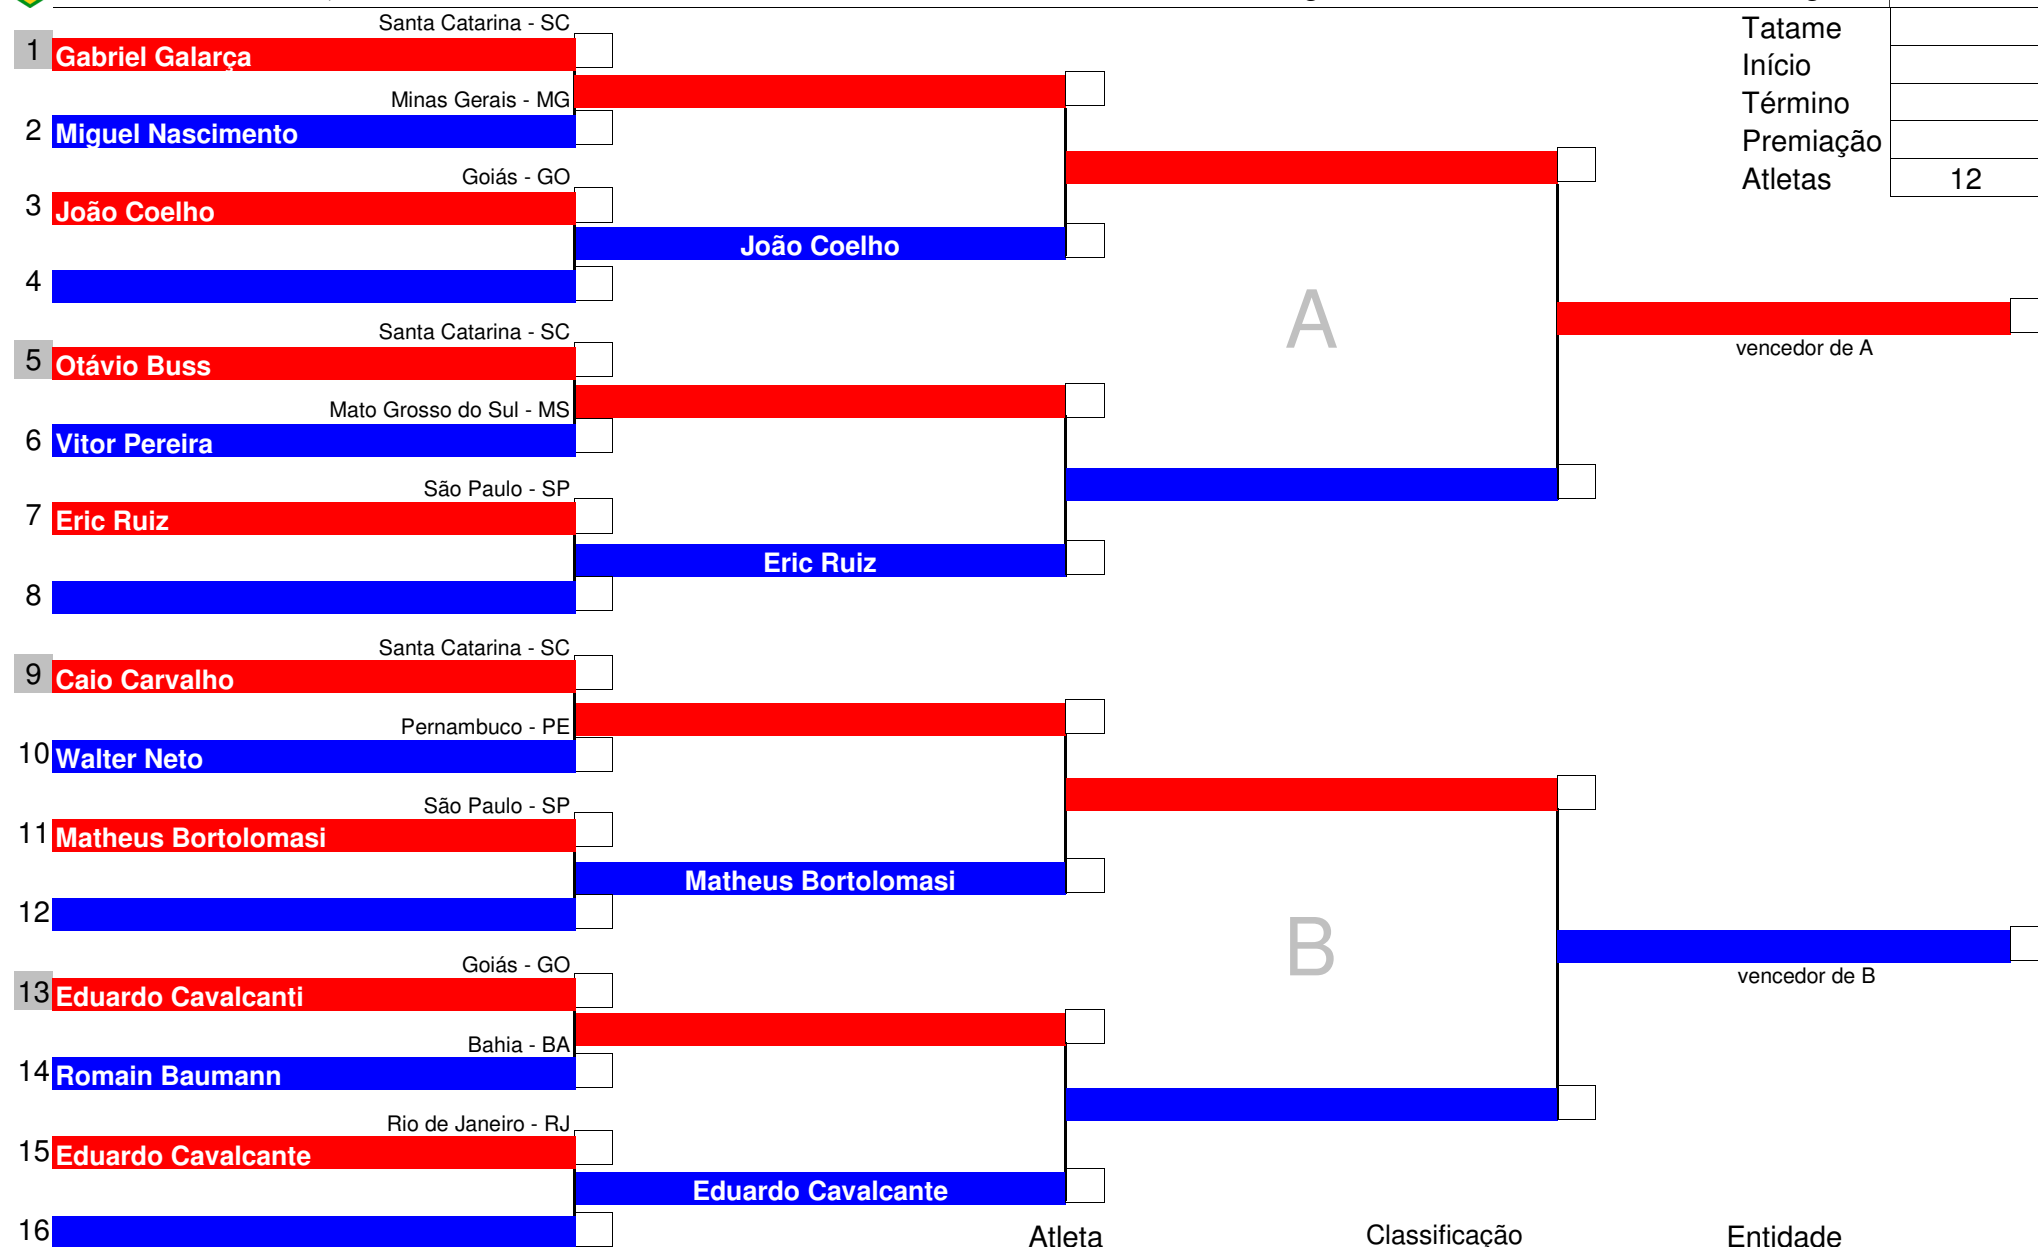 Santa Catarina - SC
1 Gabriel Galarça
Minas Gerais - MG
2 Miguel Nascimento
Goiás - GO
3 João Coelho
João Coelho
4
Santa Catarina - SC
5 Otávio Buss
Mato Grosso do Sul - MS
6 Vitor Pereira
São Paulo - SP
7 Eric Ruiz
Eric Ruiz
8
Santa Catarina - SC
9 Caio Carvalho
Pernambuco - PE
10 Walter Neto
São Paulo - SP
11 Matheus Bortolomasi
Matheus Bortolomasi
12
Goiás - GO
13 Eduardo Cavalcanti
Bahia - BA
14 Romain Baumann
Rio de Janeiro - RJ
15 Eduardo Cavalcante
Eduardo Cavalcante
16
A
vencedor de A
B
vencedor de B
Tatame
Início
Término
Premiação
Atletas 12
Atleta Classificação Entidade